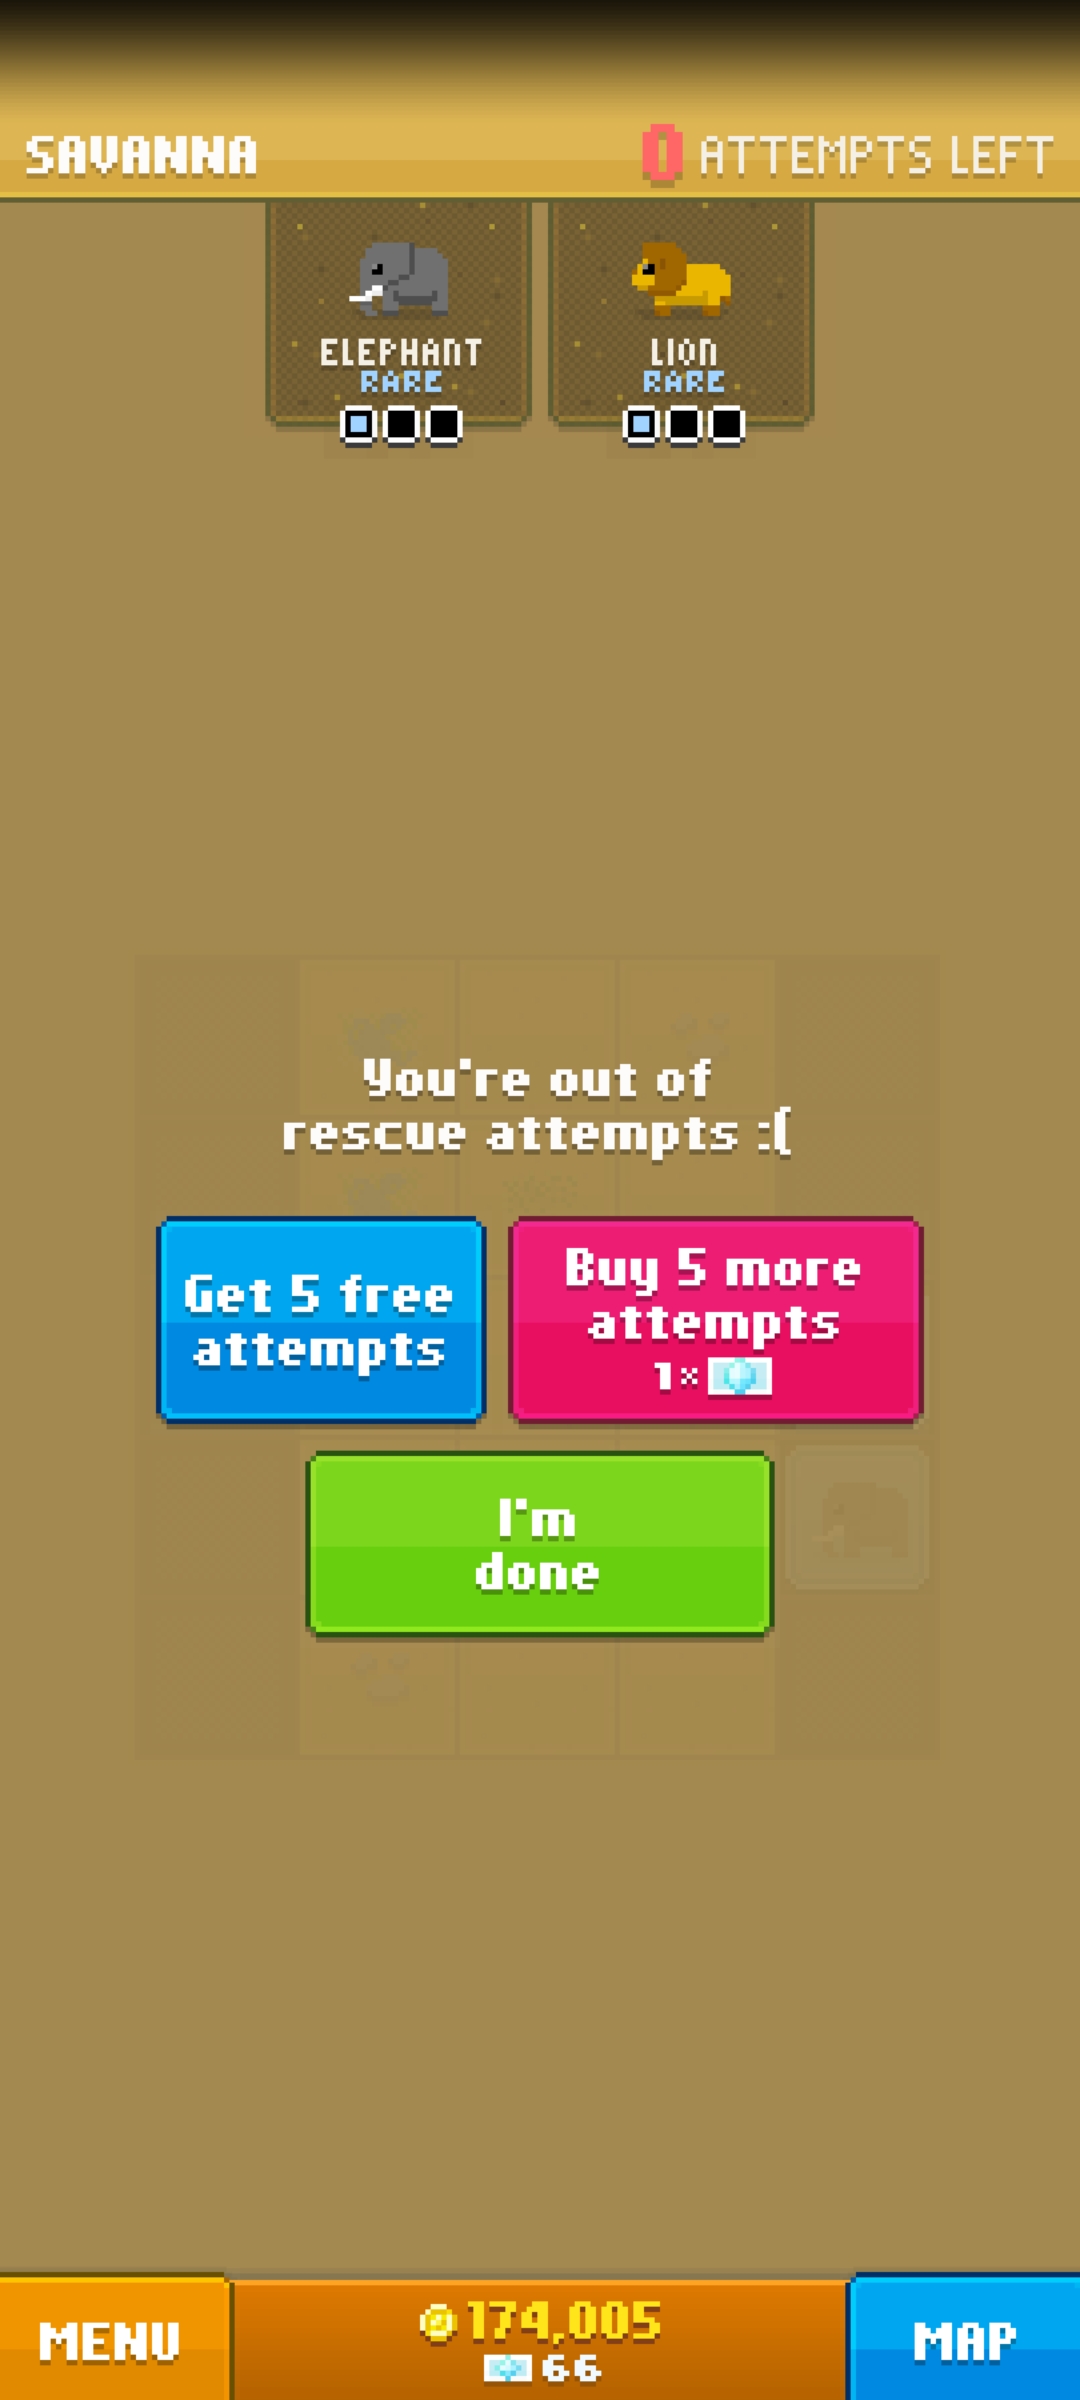 SAVANNA
0 ATTEMPTS LEFT
ELEPHANT
RARE
LION
RARE
You're out of
rescue attempts :(
Get 5 free
attempts
Buy 5 more
attempts
1×
I'm
done
MENU
174,005
66
MAP